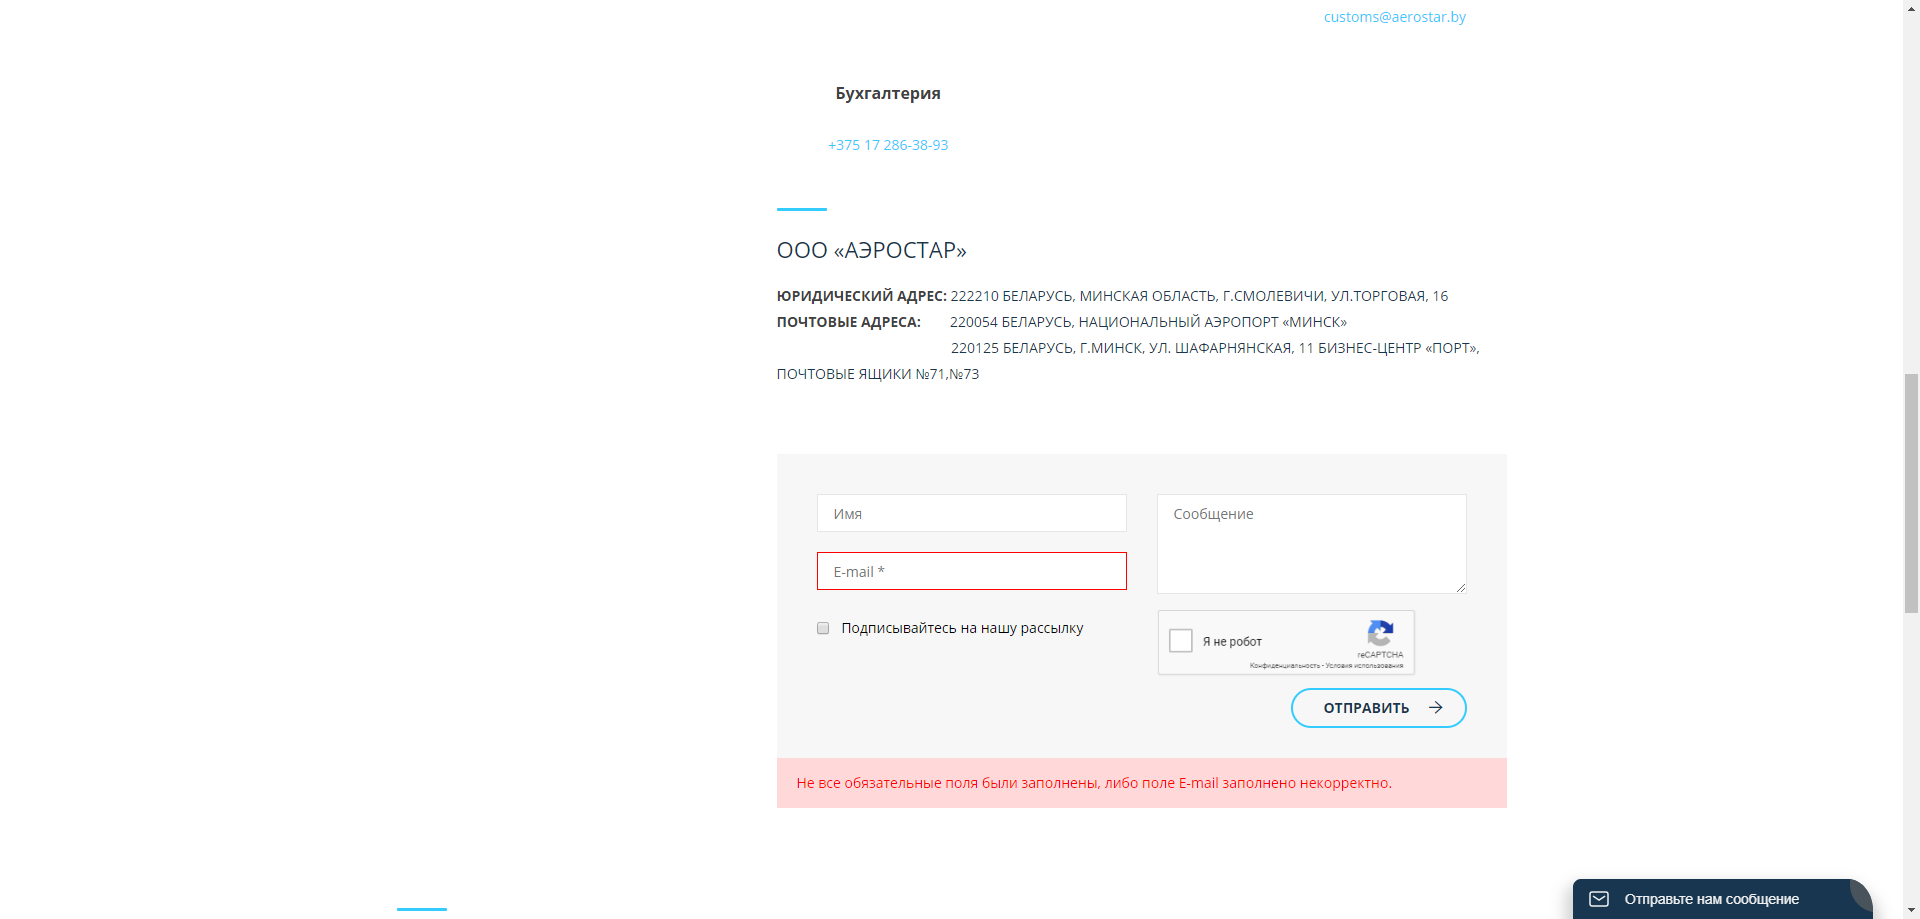 customs@aerostar.by
Бухгалтерия
+375 17 286-38-93
ООО «АЭРОСТАР»
ЮРИДИЧЕСКИЙ АДРЕС: 222210 БЕЛАРУСЬ, МИНСКАЯ ОБЛАСТЬ, Г.СМОЛЕВИЧИ, УЛ.ТОРГОВАЯ, 16
ПОЧТОВЫЕ АДРЕСА: 220054 БЕЛАРУСЬ, НАЦИОНАЛЬНЫЙ АЭРОПОРТ «МИНСК»
220125 БЕЛАРУСЬ, Г.МИНСК, УЛ. ШАФАРНЯНСКАЯ, 11 БИЗНЕС-ЦЕНТР «ПОРТ»,
ПОЧТОВЫЕ ЯЩИКИ №71,№73
Имя
Сообщение
E-mail *
Подписывайтесь на нашу рассылку
Я не робот
reCAPTCHA
Конфиденциальность - Условия использования
ОТПРАВИТЬ
Не все обязательные поля были заполнены, либо поле E-mail заполнено некорректно.
Отправьте нам сообщение